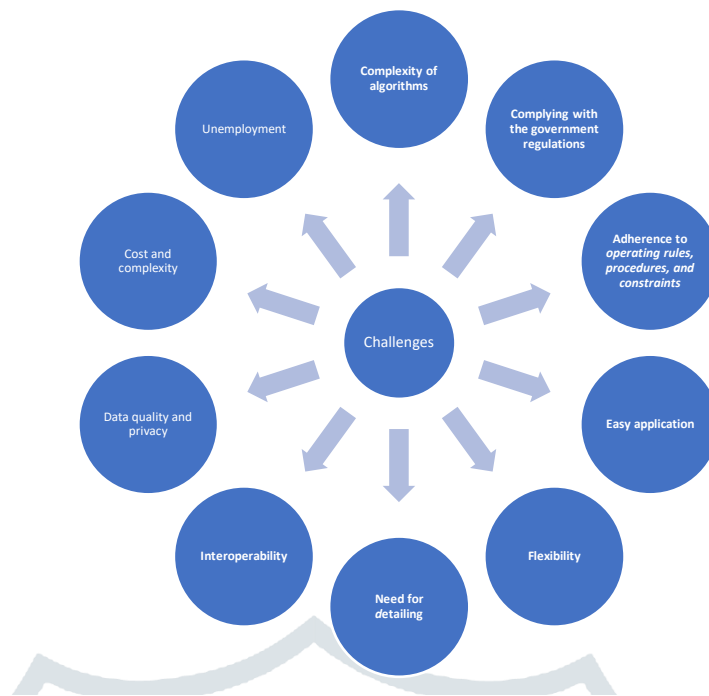 Complexity of
algorithms
Complying with
the government
regulations
Adherence to
operating rules,
procedures, and
constraints
Easy application
Flexibility
Need for
detailing
Interoperability
Data quality and
privacy
Cost and
complexity
Unemployment
Challenges